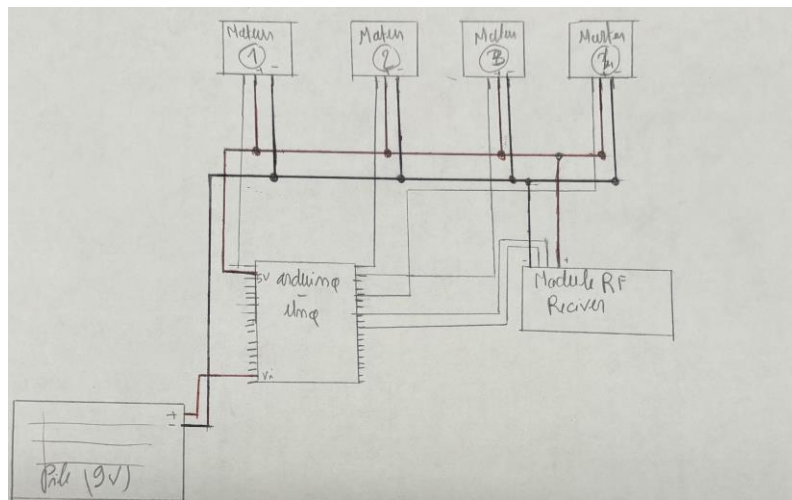 Moteur
1
+ -
Moteur
2
-
Moteur
3
+ -
Moteur
-
5V arduino
-
Uno
- +
Module RF
Reciver
Vi
+
-
Pile (9V)